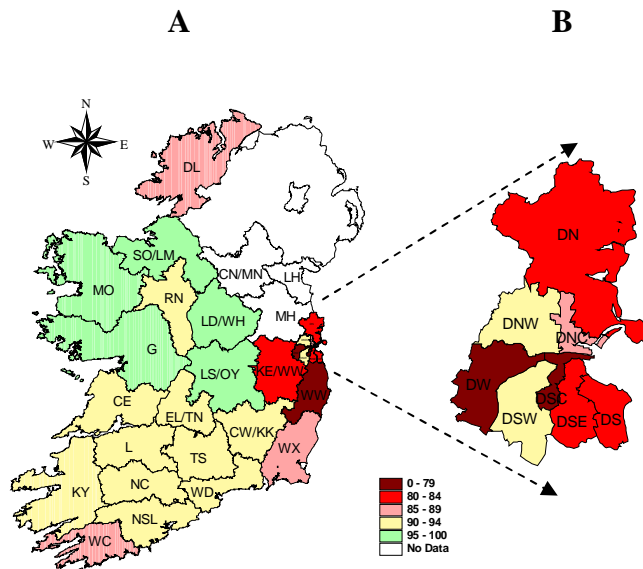 A
B
N
W E
S
DL
SO/LM
CN/MN
LH
MO
RN
LD/WH
MH
G
LS/OY
KE/WW
WW
CE
EL/TN
CW/KK
L
TS
WX
KY
NC
WD
NSL
WC
DN
DNW
DNC
DW
DSC
DSW
DSE
DS
0 - 79
80 - 84
85 - 89
90 - 94
95 - 100
No Data